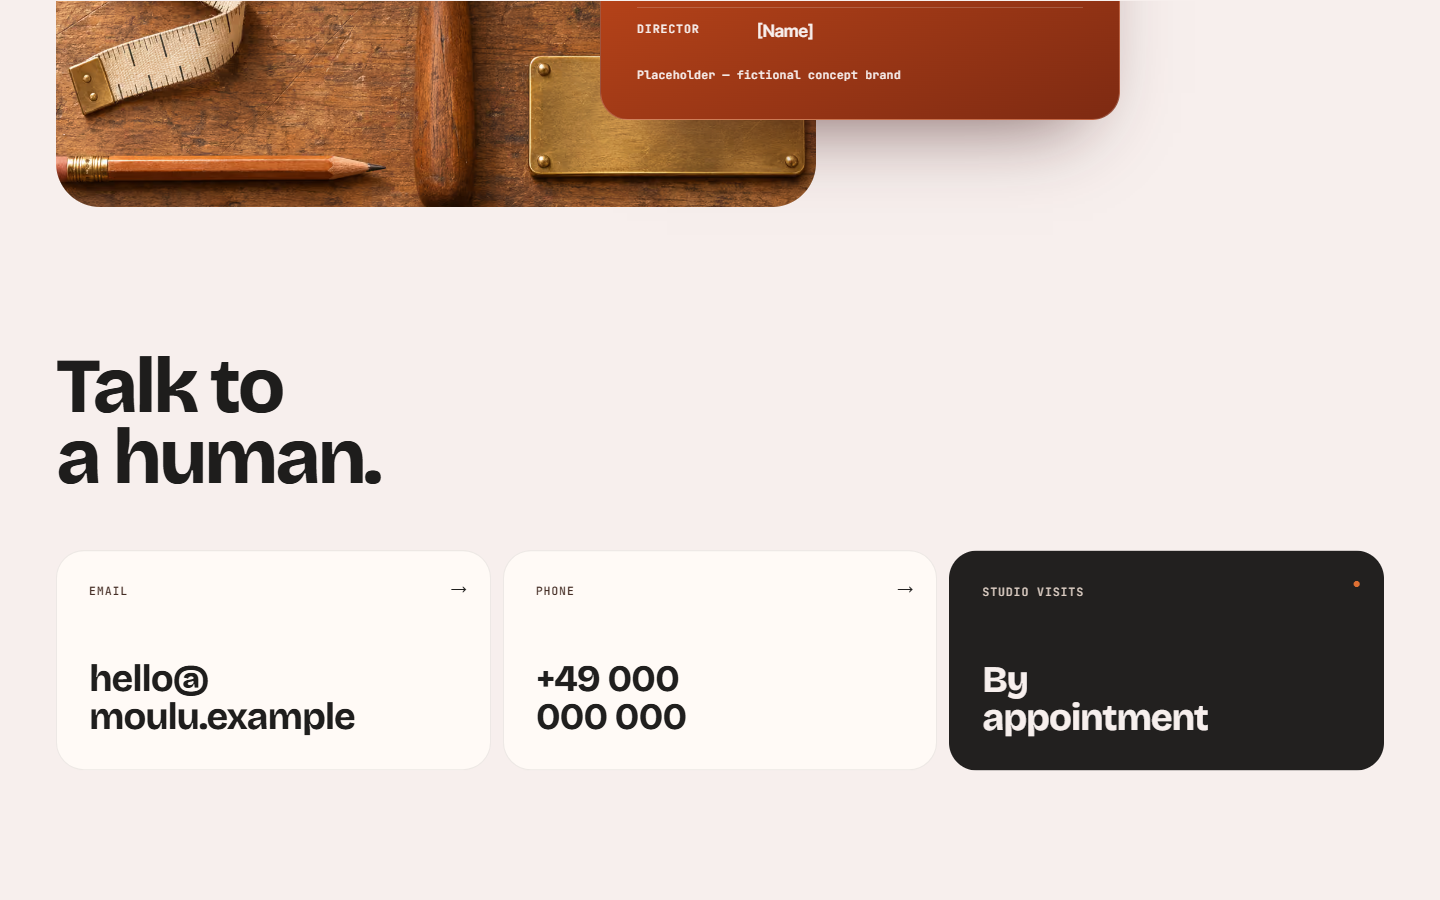 DIRECTOR [Name]
Placeholder — fictional concept brand
Talk to
a human.
EMAIL →
hello@
moulu.example
PHONE →
+49 000
000 000
STUDIO VISITS
By
appointment